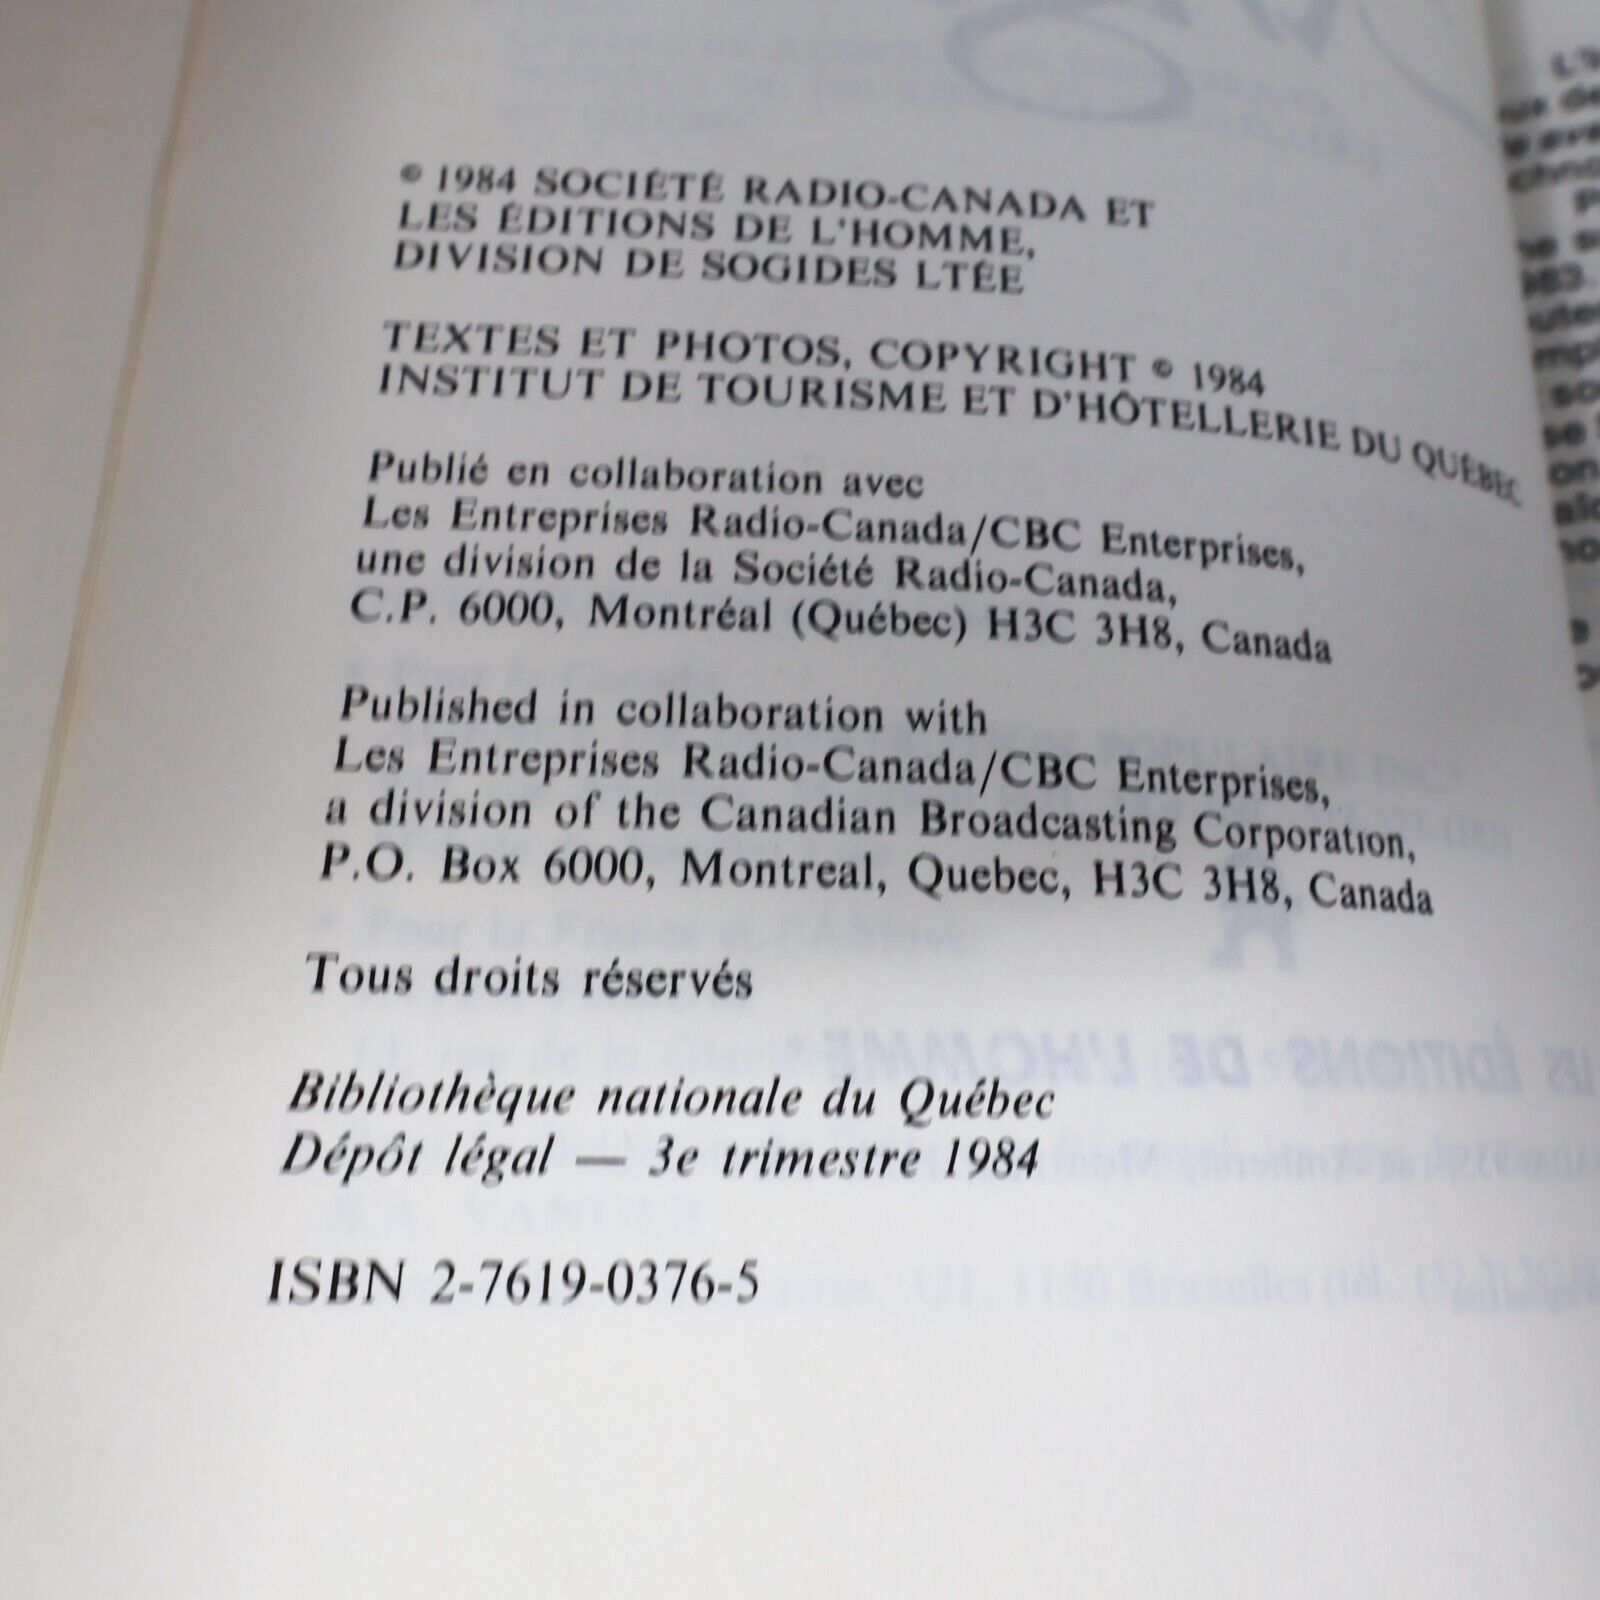 © 1984 SOCIÉTÉ RADIO-CANADA ET
LES ÉDITIONS DE L'HOMME,
DIVISION DE SOGIDES LTÉE
TEXTES ET PHOTOS, COPYRIGHT © 1984
INSTITUT DE TOURISME ET D'HÔTELLERIE DU QUÉBEC
Publié en collaboration avec
Les Entreprises Radio-Canada/CBC Enterprises,
une division de la Société Radio-Canada,
C.P. 6000, Montréal (Québec) H3C 3H8, Canada
Published in collaboration with
Les Entreprises Radio-Canada/CBC Enterprises,
a division of the Canadian Broadcasting Corporation,
P.O. Box 6000, Montreal, Quebec, H3C 3H8, Canada
Tous droits réservés
Bibliothèque nationale du Québec
Dépôt légal — 3e trimestre 1984
ISBN 2-7619-0376-5